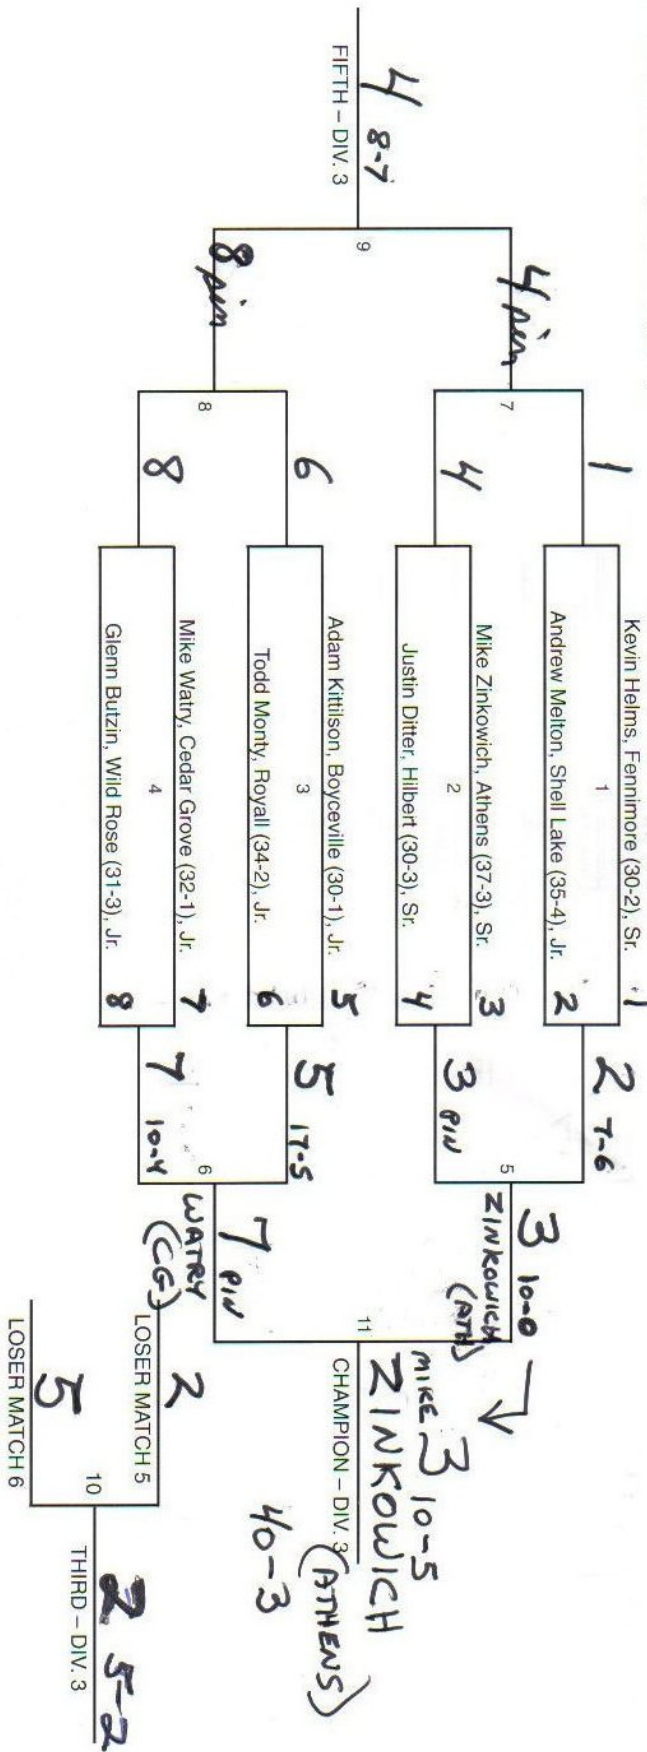 Kevin Helms, Fennimore (30-2), Sr. 1
1
Andrew Melton, Shell Lake (35-4), Jr. 2
Mike Zinkowich, Athens (37-3), Sr. 3
2
Justin Ditter, Hilbert (30-3), Sr. 4
Adam Kittilson, Boyceville (30-1), Jr. 5
3
Todd Monty, Royall (34-2), Jr. 6
Mike Watry, Cedar Grove (32-1), Jr. 7
4
Glenn Butzin, Wild Rose (31-3), Jr. 8
2 7-6
3 PIN
5
5 17-5
7 10-4
6
3 10-0
ZINKOWICH
(ATH)
7 PIN
WATRY
(CG)
11
MIKE 3 10-5
ZINKOWICH
CHAMPION – DIV. 3
(ATHENS)
40-3
1
4
7
6
8
8
4 pin
8 pin
9
4 8-7
FIFTH – DIV. 3
2
LOSER MATCH 5
5
LOSER MATCH 6
10
2 5-2
THIRD – DIV. 3